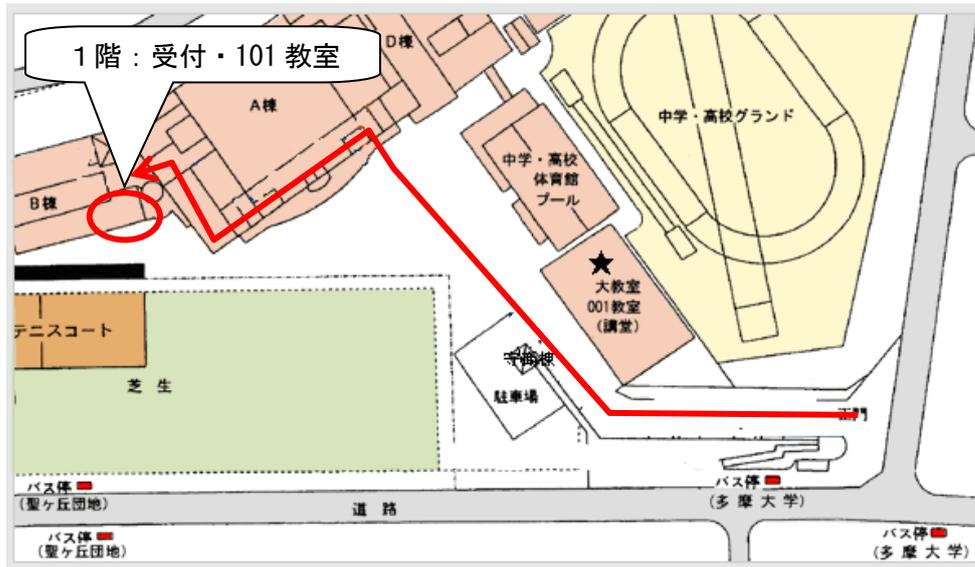 1階：受付・101教室
D棟
A棟
中学・高校グランド
中学・高校
体育館
プール
B棟
★
大教室
001教室
(講堂)
テニスコート
守衛棟
芝 生
駐車場
正門
バス停
(聖ヶ丘団地)
バス停
(多摩大学)
道 路
バス停
(聖ヶ丘団地)
バス停
(多摩大学)